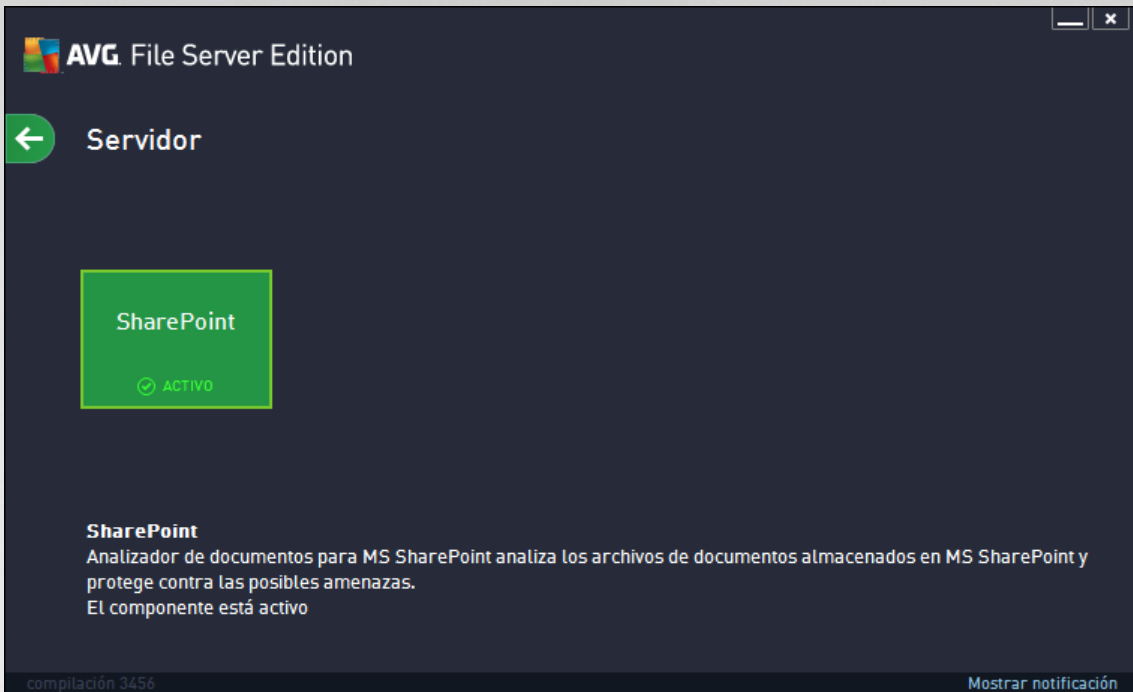 AVG. File Server Edition
Servidor
SharePoint
ACTIVO
SharePoint
Analizador de documentos para MS SharePoint analiza los archivos de documentos almacenados en MS SharePoint y
protege contra las posibles amenazas.
El componente está activo
compilación 3456
Mostrar notificación